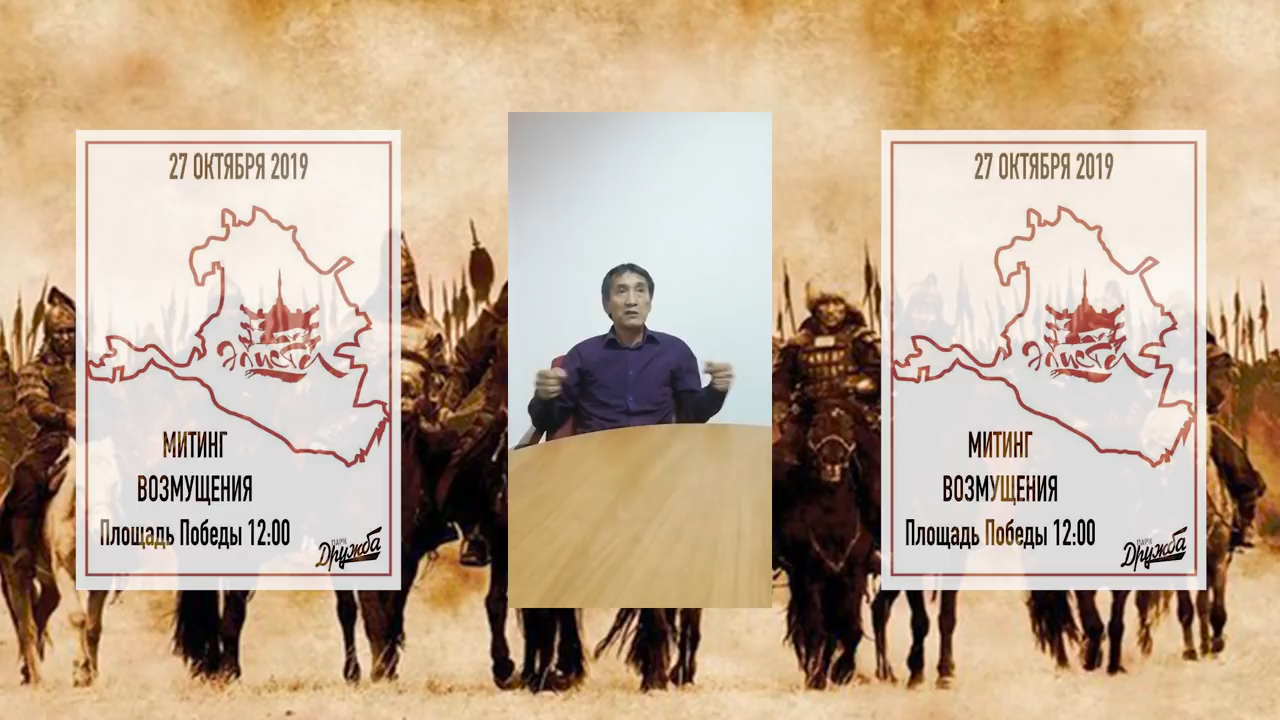 27 ОКТЯБРЯ 2019
Элиста
МИТИНГ
ВОЗМУЩЕНИЯ
Площадь Победы 12:00
ПАРК
Дружба
27 ОКТЯБРЯ 2019
Элиста
МИТИНГ
ВОЗМУЩЕНИЯ
Площадь Победы 12:00
ПАРК
Дружба